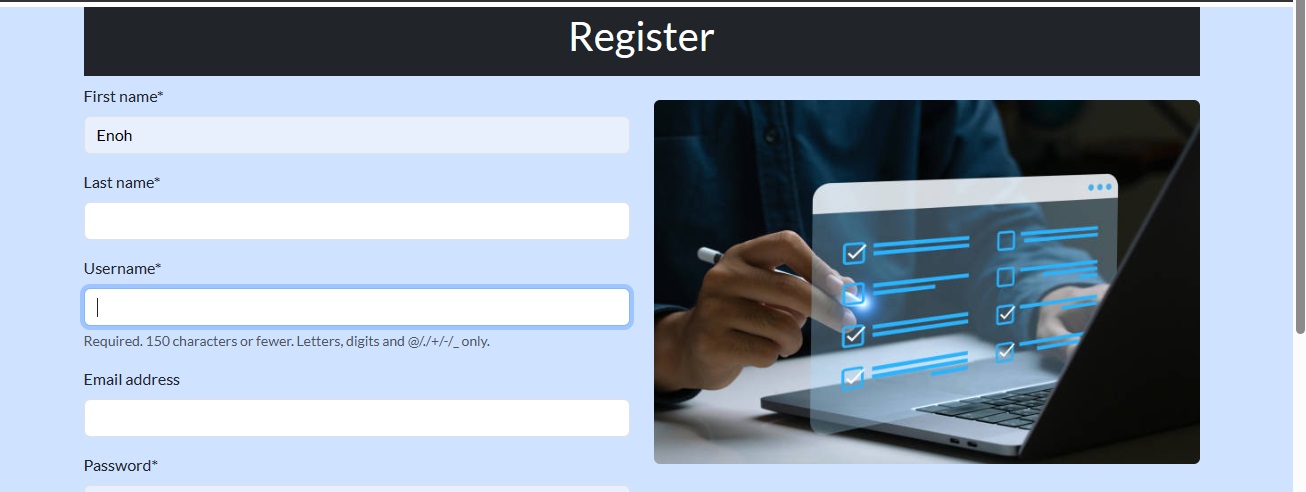 Register
First name*
Enoh
Last name*
Username*
Required. 150 characters or fewer. Letters, digits and @/./+/-/_ only.
Email address
Password*